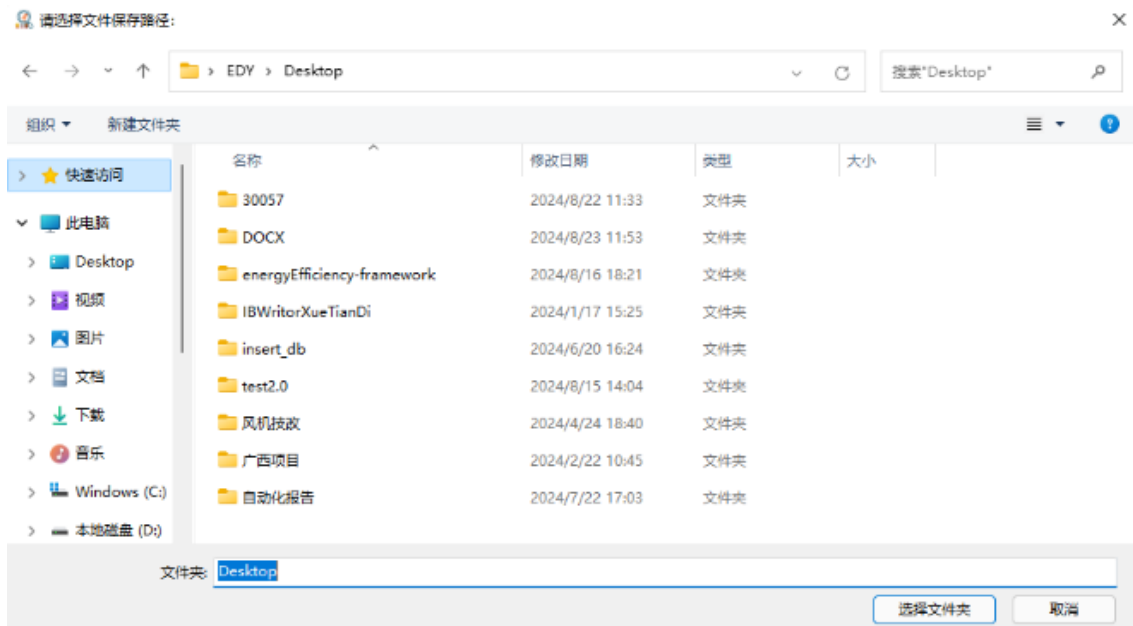 请选择文件保存路径:
EDY > Desktop
搜索"Desktop"
组织 新建文件夹
名称 修改日期 类型 大小
快速访问
此电脑
Desktop
视频
图片
文档
下载
音乐
Windows (C:)
本地磁盘 (D:)
30057 2024/8/22 11:33 文件夹
DOCX 2024/8/23 11:53 文件夹
energyEfficiency-framework 2024/8/16 18:21 文件夹
IBWritorXueTianDi 2024/1/17 15:25 文件夹
insert_db 2024/6/20 16:24 文件夹
test2.0 2024/8/15 14:04 文件夹
风机技改 2024/4/24 18:40 文件夹
广西项目 2024/2/22 10:45 文件夹
自动化报告 2024/7/22 17:03 文件夹
文件夹: Desktop
选择文件夹 取消